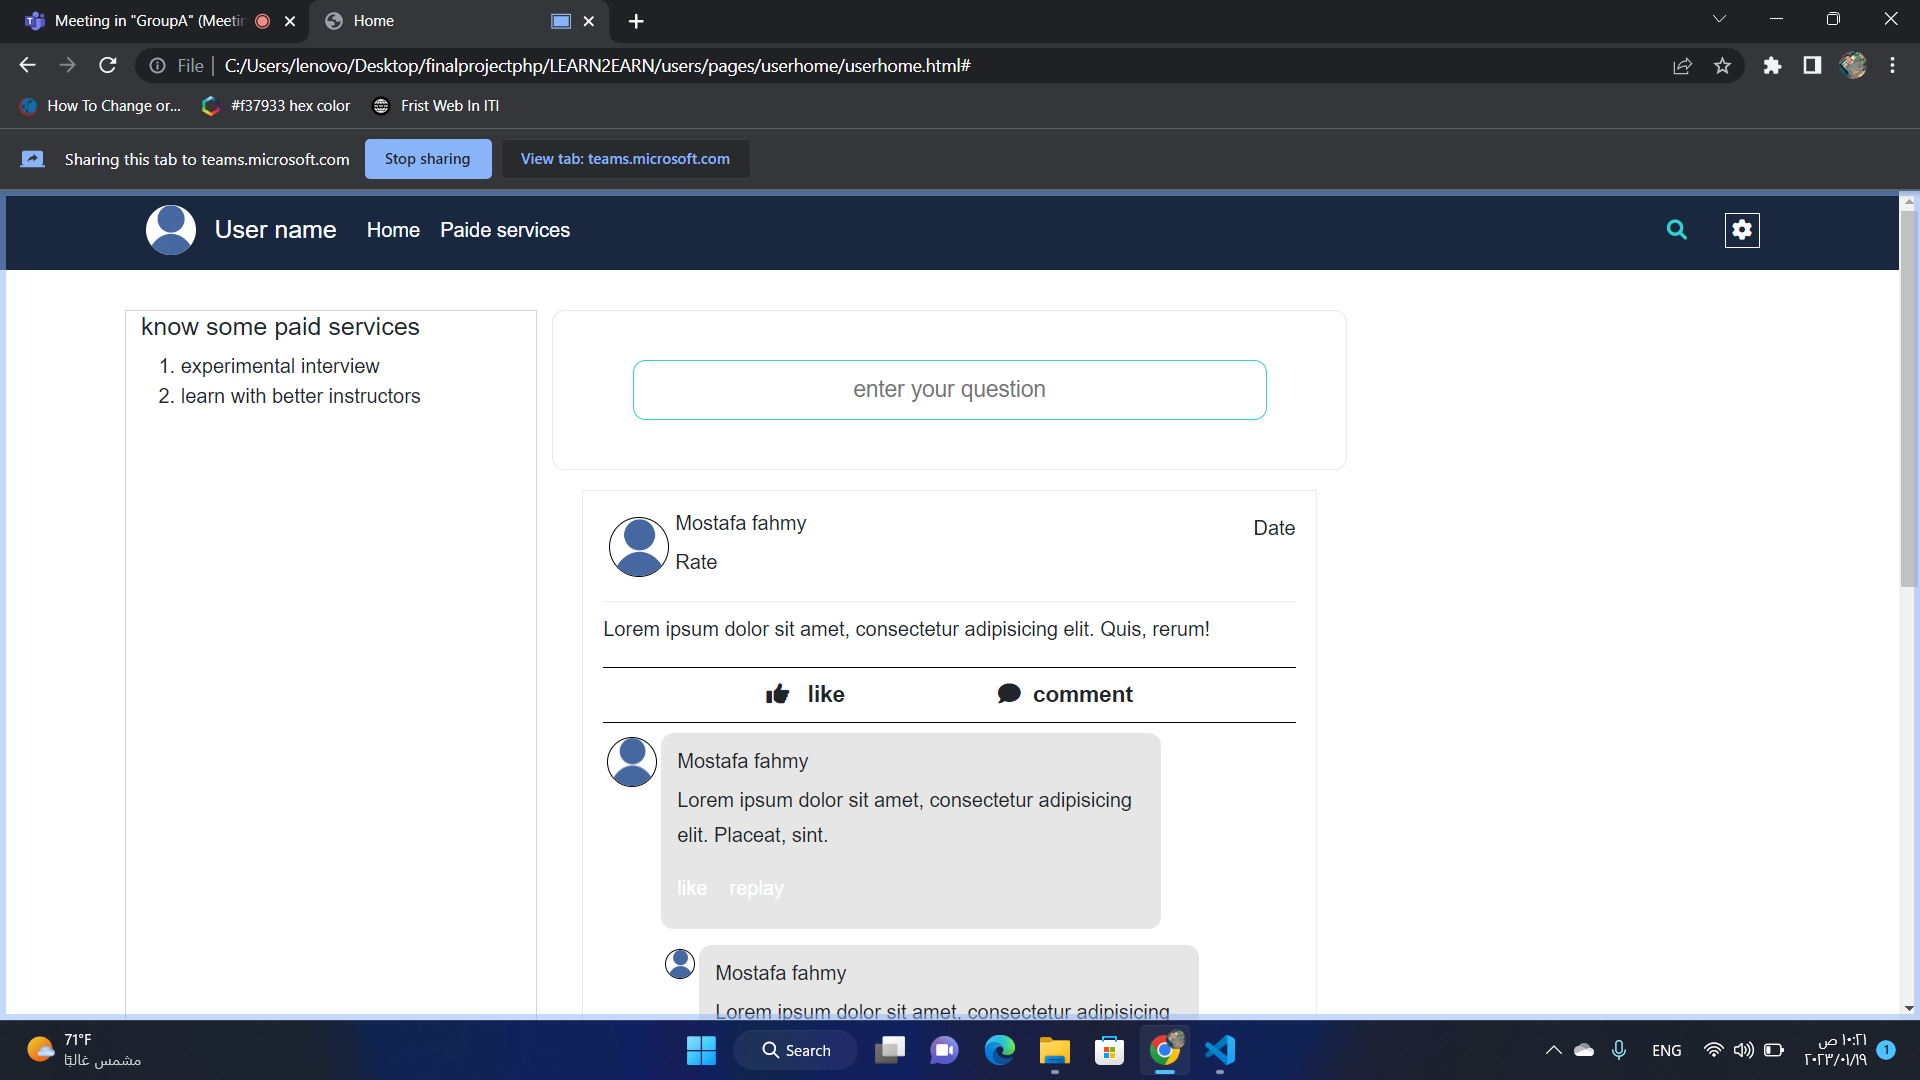 Meeting in "GroupA" (Meetin
Home
File
C:/Users/lenovo/Desktop/finalprojectphp/LEARN2EARN/users/pages/userhome/userhome.html#
How To Change or...
#f37933 hex color
Frist Web In ITI
Sharing this tab to teams.microsoft.com
Stop sharing
View tab: teams.microsoft.com
User name
Home
Paide services
know some paid services
1. experimental interview
2. learn with better instructors
enter your question
Mostafa fahmy
Date
Rate
Lorem ipsum dolor sit amet, consectetur adipisicing elit. Quis, rerum!
like
comment
Mostafa fahmy
Lorem ipsum dolor sit amet, consectetur adipisicing
elit. Placeat, sint.
like replay
Mostafa fahmy
Lorem ipsum dolor sit amet, consectetur adipisicing
71°F
مشمس غالبًا
Search
ENG
١٠:٢١ ص
٢٠٢٣/٠١/١٩
1